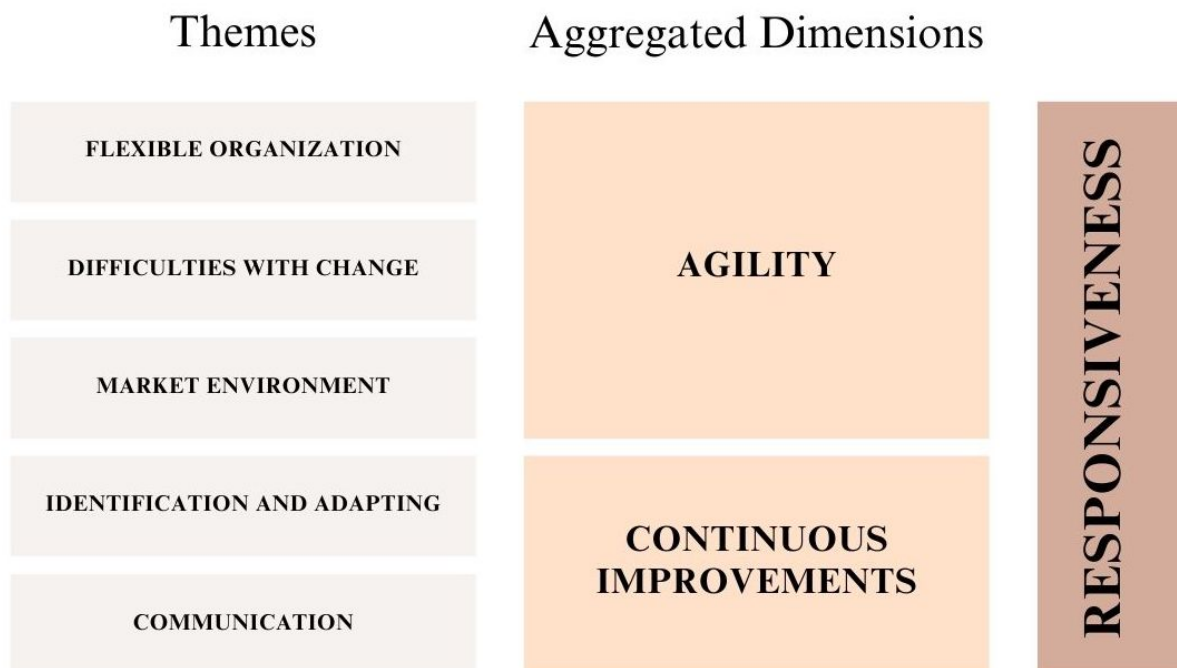 Themes
Aggregated Dimensions
FLEXIBLE ORGANIZATION
DIFFICULTIES WITH CHANGE
MARKET ENVIRONMENT
IDENTIFICATION AND ADAPTING
COMMUNICATION
AGILITY
CONTINUOUS
IMPROVEMENTS
RESPONSIVENESS